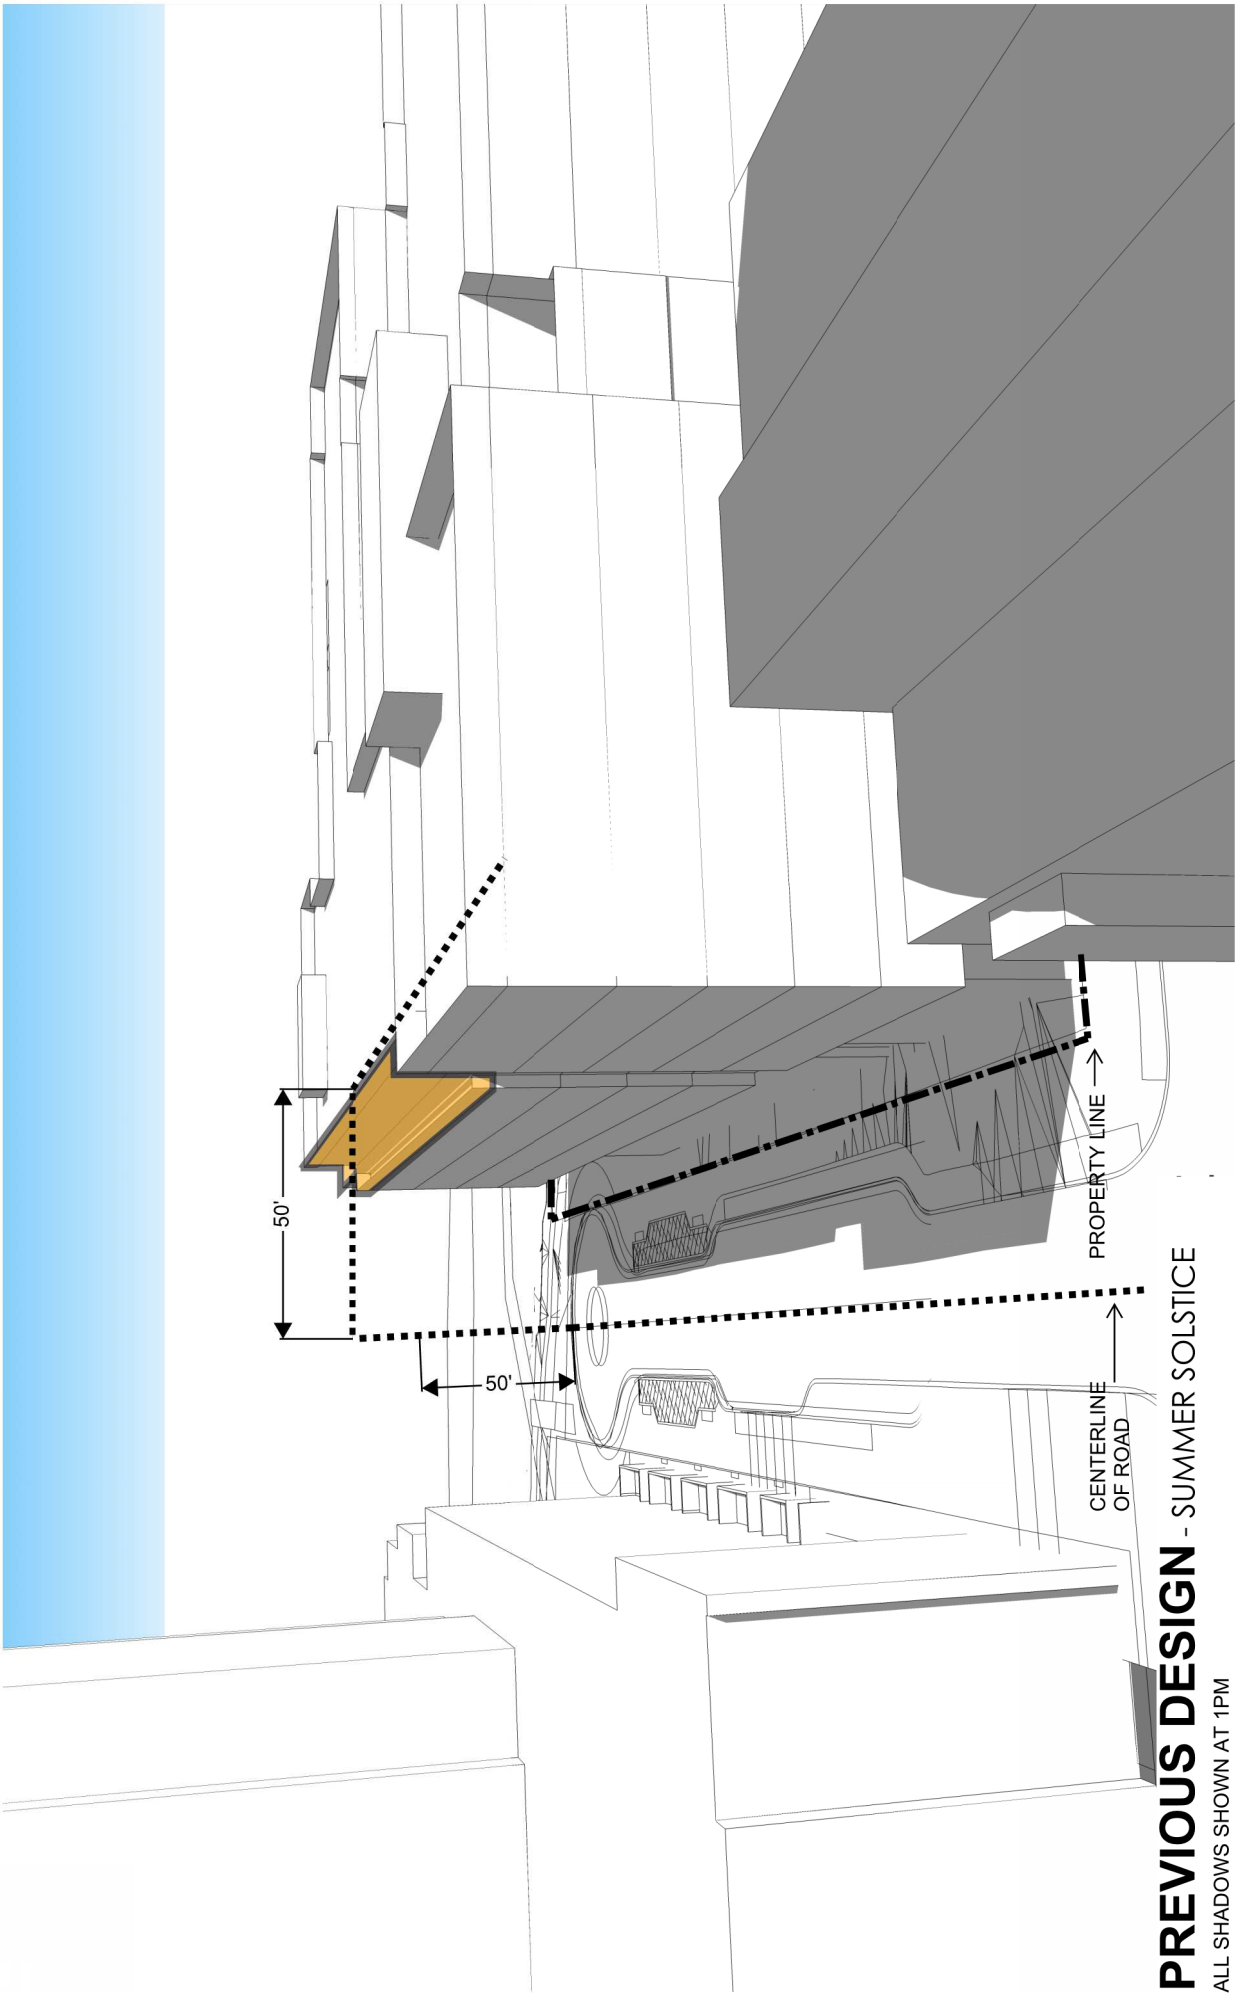 50'
50'
PROPERTY LINE
CENTERLINE
OF ROAD
PREVIOUS DESIGN - SUMMER SOLSTICE
ALL SHADOWS SHOWN AT 1PM